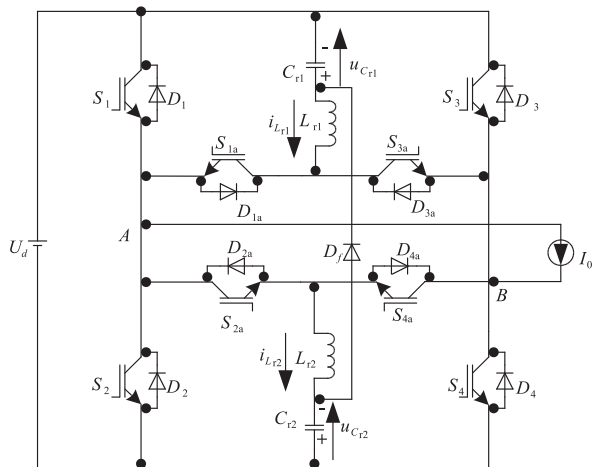 -
C_r1
+
u_Cr1
S_1
D_1
S_3
D_3
i_Lr1
L_r1
S_1a
S_3a
D_1a
D_3a
A
U_d
D_2a
D_f
D_4a
I_0
B
S_2a
S_4a
i_Lr2
L_r2
S_2
D_2
S_4
D_4
-
C_r2
+
u_Cr2